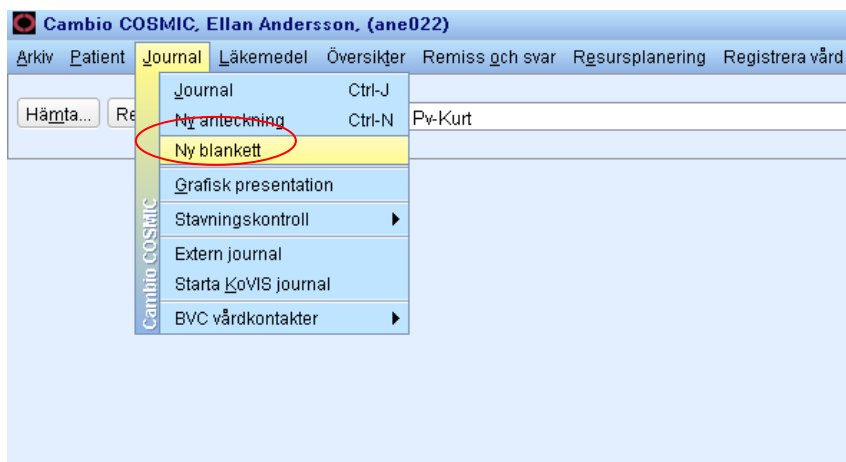 Cambio COSMIC, Ellan Andersson, (ane022)
Arkiv Patient Journal Läkemedel Översikter Remiss och svar Resursplanering Registrera vård
Journal Ctrl-J
Hämta... Re Ny anteckning Ctrl-N Pv-Kurt
Ny blankett
Grafisk presentation
Stavningskontroll
Extern journal
Starta KoVIS journal
BVC vårdkontakter
Cambio COSMIC